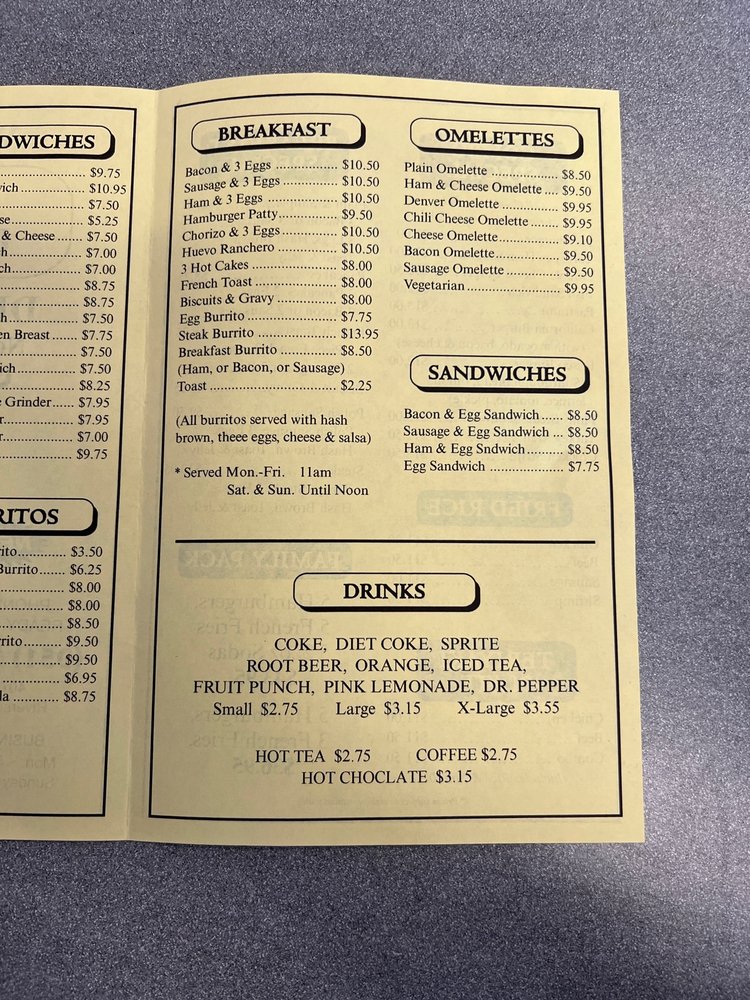 DWICHES
$9.75
ich................. $10.95
$7.50
se................ $5.25
& Cheese....... $7.50
h.................. $7.00
ch................. $7.00
$8.75
$8.75
h.................. $7.50
en Breast...... $7.75
$7.50
ich................ $7.50
$8.25
Grinder...... $7.95
r................... $7.95
r................... $7.00
$9.75
RITOS
ito............. $3.50
Burrito....... $6.25
$8.00
$8.00
$8.50
rito........... $9.50
$9.50
$6.95
la ............ $8.75
BREAKFAST
Bacon & 3 Eggs ................. $10.50
Sausage & 3 Eggs .............. $10.50
Ham & 3 Eggs ................... $10.50
Hamburger Patty................ $9.50
Chorizo & 3 Eggs............... $10.50
Huevo Ranchero ................ $10.50
3 Hot Cakes ....................... $8.00
French Toast ...................... $8.00
Biscuits & Gravy ................ $8.00
Egg Burrito ........................ $7.75
Steak Burrito ..................... $13.95
Breakfast Burrito ............... $8.50
(Ham, or Bacon, or Sausage)
Toast .................................. $2.25
(All burritos served with hash
brown, theee eggs, cheese & salsa)
* Served Mon.-Fri. 11am
Sat. & Sun. Until Noon
OMELETTES
Plain Omelette .................. $8.50
Ham & Cheese Omelette ... $9.50
Denver Omelette ............... $9.95
Chili Cheese Omelette ....... $9.95
Cheese Omelette................ $9.10
Bacon Omelette................. $9.50
Sausage Omelette .............. $9.50
Vegetarian ......................... $9.95
SANDWICHES
Bacon & Egg Sandwich...... $8.50
Sausage & Egg Sandwich ... $8.50
Ham & Egg Sndwich.......... $8.50
Egg Sandwich .................... $7.75
DRINKS
COKE, DIET COKE, SPRITE
ROOT BEER, ORANGE, ICED TEA,
FRUIT PUNCH, PINK LEMONADE, DR. PEPPER
Small $2.75 Large $3.15 X-Large $3.55
HOT TEA $2.75 COFFEE $2.75
HOT CHOCLATE $3.15